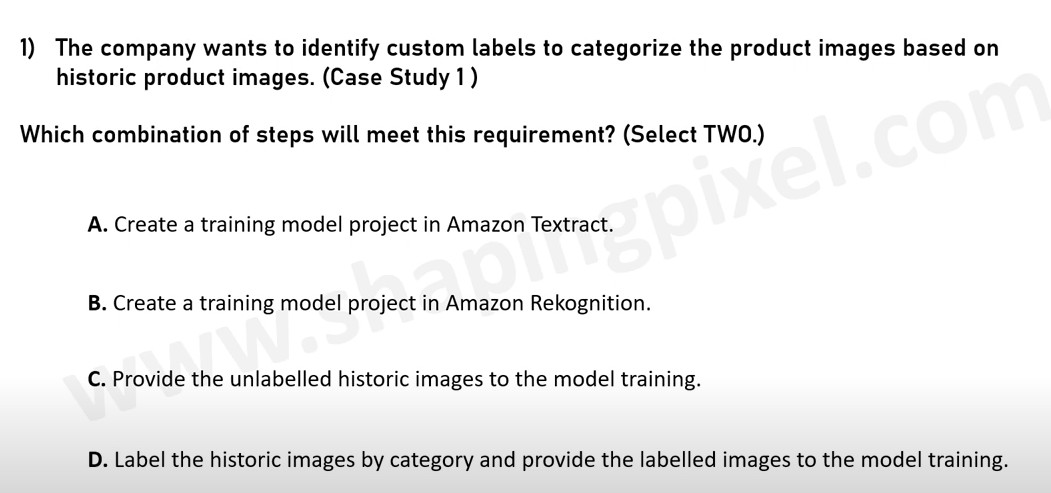 1) The company wants to identify custom labels to categorize the product images based on
historic product images. (Case Study 1 )
Which combination of steps will meet this requirement? (Select TWO.)
A. Create a training model project in Amazon Textract.
B. Create a training model project in Amazon Rekognition.
C. Provide the unlabelled historic images to the model training.
D. Label the historic images by category and provide the labelled images to the model training.
www.shapingpixel.com